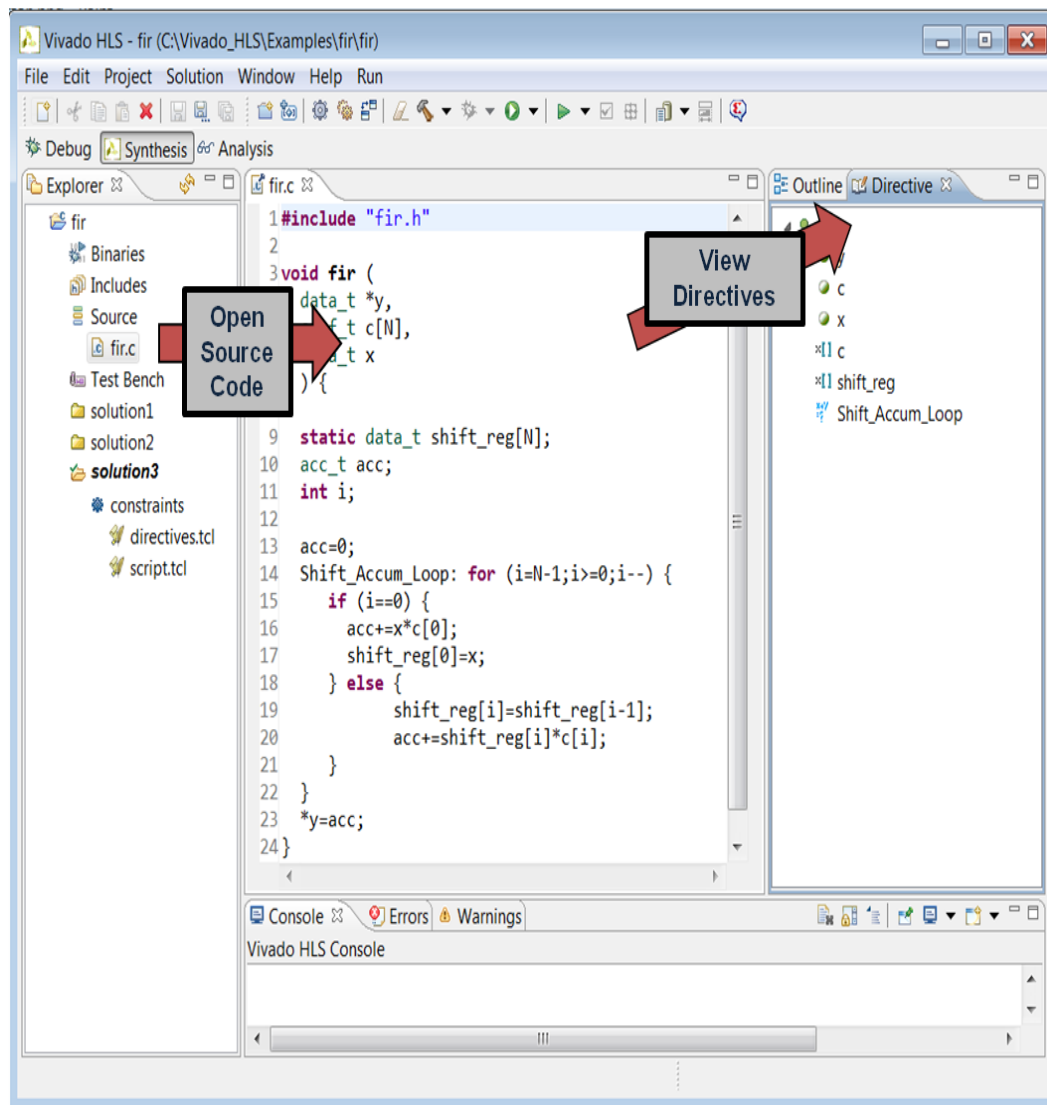 Vivado HLS - fir (C:\Vivado_HLS\Examples\fir\fir)
File Edit Project Solution Window Help Run
Debug Synthesis Analysis
Explorer
fir
Binaries
Includes
Source
fir.c
Test Bench
solution1
solution2
solution3
constraints
directives.tcl
script.tcl
Open
Source
Code
fir.c
1 #include "fir.h"
2
3 void fir (
data_t *y,
t c[N],
t x
) {
9 static data_t shift_reg[N];
10 acc_t acc;
11 int i;
12
13 acc=0;
14 Shift_Accum_Loop: for (i=N-1;i>=0;i--) {
15 if (i==0) {
16 acc+=x*c[0];
17 shift_reg[0]=x;
18 } else {
19 shift_reg[i]=shift_reg[i-1];
20 acc+=shift_reg[i]*c[i];
21 }
22 }
23 *y=acc;
24 }
View
Directives
Outline Directive
c
x
x[] c
x[] shift_reg
Shift_Accum_Loop
Console Errors Warnings
Vivado HLS Console